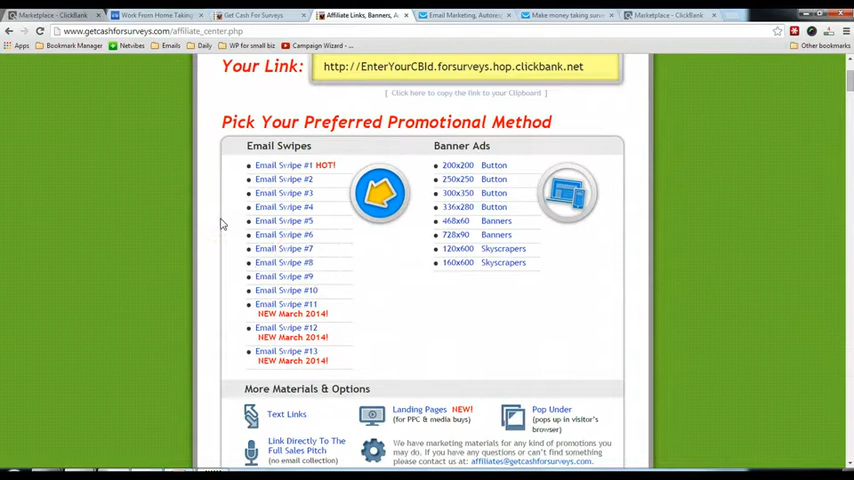 Marketplace - ClickBank
Work From Home Taking
Get Cash For Surveys
Affiliate Links, Banners, A
Email Marketing, Autores
Make money taking surv
Marketplace - ClickBank
www.getcashforsurveys.com/affiliate_center.php
Bookmark Manager
Netvibes
Emails
Daily
WP for small biz
Campaign Wizard -...
Other bookmarks
Your Link:
http://EnterYourCBId.forsurveys.hop.clickbank.net
[ Click here to copy the link to your Clipboard ]
Pick Your Preferred Promotional Method
Email Swipes
Email Swipe #1 HOT!
Email Swipe #2
Email Swipe #3
Email Swipe #4
Email Swipe #5
Email Swipe #6
Email Swipe #7
Email Swipe #8
Email Swipe #9
Email Swipe #10
Email Swipe #11
NEW March 2014!
Email Swipe #12
NEW March 2014!
Email Swipe #13
NEW March 2014!
Banner Ads
200x200 Button
250x250 Button
300x350 Button
336x280 Button
468x60 Banners
728x90 Banners
120x600 Skyscrapers
160x600 Skyscrapers
More Materials & Options
Text Links
Landing Pages NEW!
(for PPC & media buys)
Pop Under
(pops up in visitor's
browser)
Link Directly To The
Full Sales Pitch
(no email collection)
We have marketing materials for any kind of promotions you
may do. If you have any questions or can't find something
please contact us at: affiliates@getcashforsurveys.com.